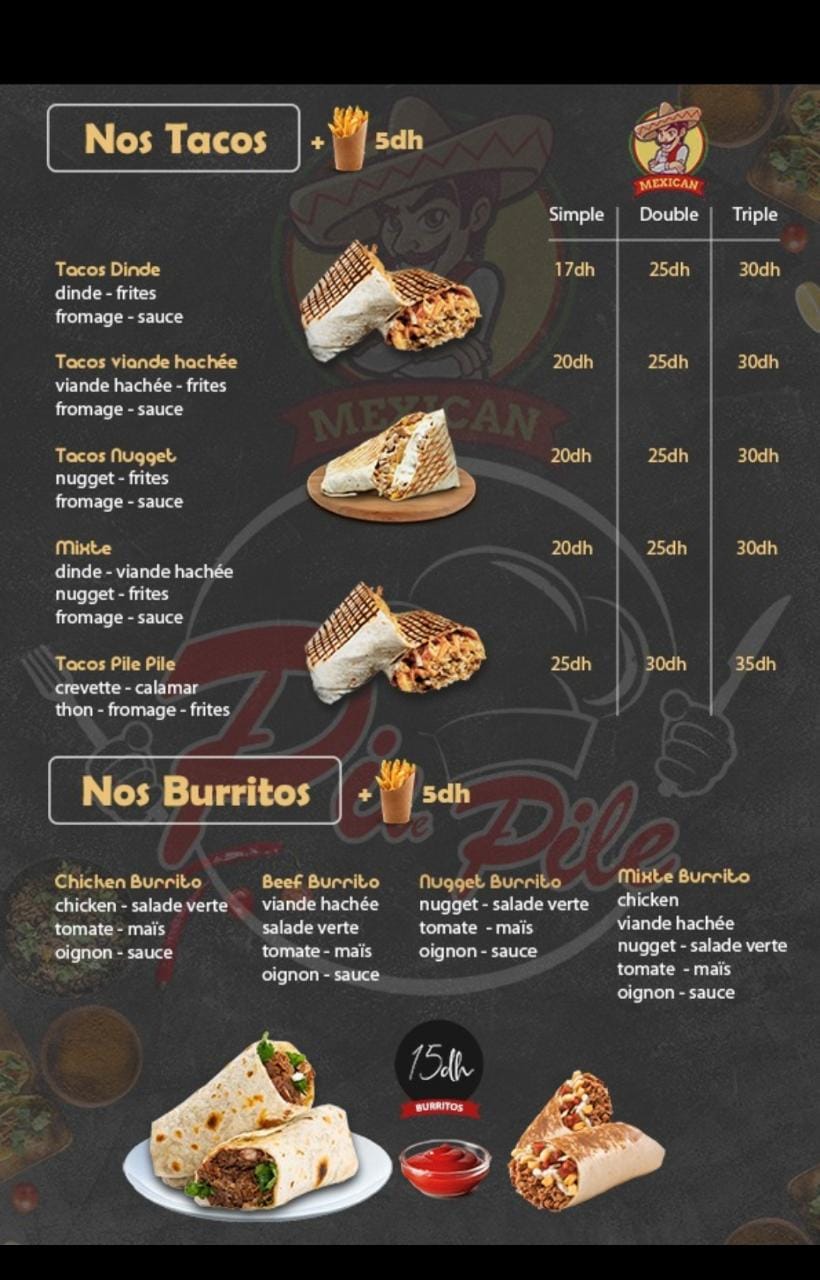 Nos Tacos + 5dh
MEXICAN
Simple Double Triple
Tacos Dinde 17dh 25dh 30dh
dinde - frites
fromage - sauce
Tacos viande hachée 20dh 25dh 30dh
viande hachée - frites
fromage - sauce
MEXICAN
Tacos Nugget 20dh 25dh 30dh
nugget - frites
fromage - sauce
Mixte 20dh 25dh 30dh
dinde - viande hachée
nugget - frites
fromage - sauce
Tacos Pile Pile 25dh 30dh 35dh
crevette - calamar
thon - fromage - frites
Nos Burritos + 5dh
Pile
Chicken Burrito
chicken - salade verte
tomate - maïs
oignon - sauce
Beef Burrito
viande hachée
salade verte
tomate - maïs
oignon - sauce
Nugget Burrito
nugget - salade verte
tomate - maïs
oignon - sauce
Mixte Burrito
chicken
viande hachée
nugget - salade verte
tomate - maïs
oignon - sauce
15dh
BURRITOS